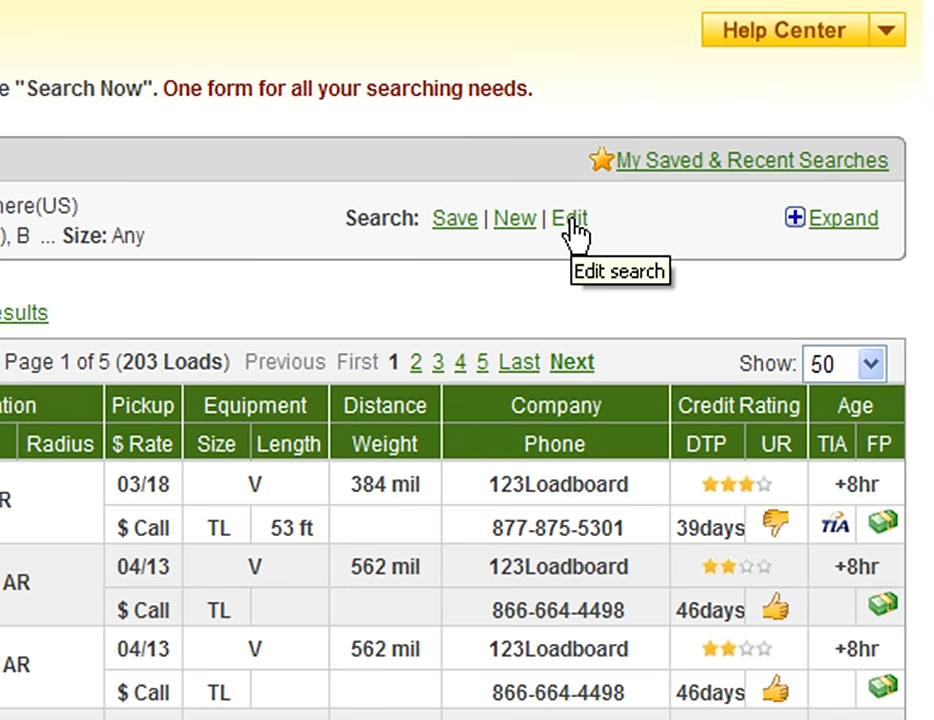 Help Center
e "Search Now". One form for all your searching needs.
My Saved & Recent Searches
here(US)
Search: Save | New | Edit
Expand
), B ... Size: Any
Edit search
esults
Page 1 of 5 (203 Loads) Previous First 1 2 3 4 5 Last Next
Show: 50
tion Pickup Equipment Distance Company Credit Rating Age
Radius $ Rate Size Length Weight Phone DTP UR TIA FP
R 03/18 V 384 mil 123Loadboard +8hr
$ Call TL 53 ft 877-875-5301 39days TIA
AR 04/13 V 562 mil 123Loadboard +8hr
$ Call TL 866-664-4498 46days
AR 04/13 V 562 mil 123Loadboard +8hr
$ Call TL 866-664-4498 46days